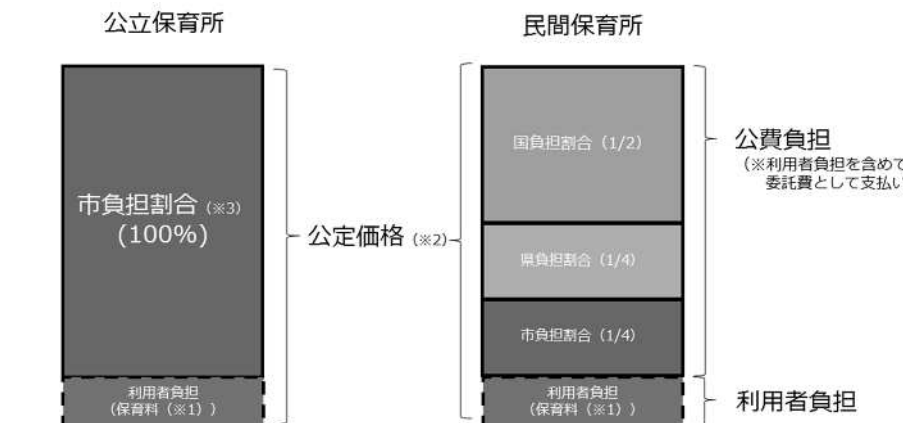 公立保育所
民間保育所
市負担割合（※3）
(100%)
利用者負担
（保育料（※1））
公定価格（※2）
国負担割合（1/2）
県負担割合（1/4）
市負担割合（1/4）
利用者負担
（保育料（※1））
公費負担
（※利用者負担を含めて
委託費として支払い
利用者負担